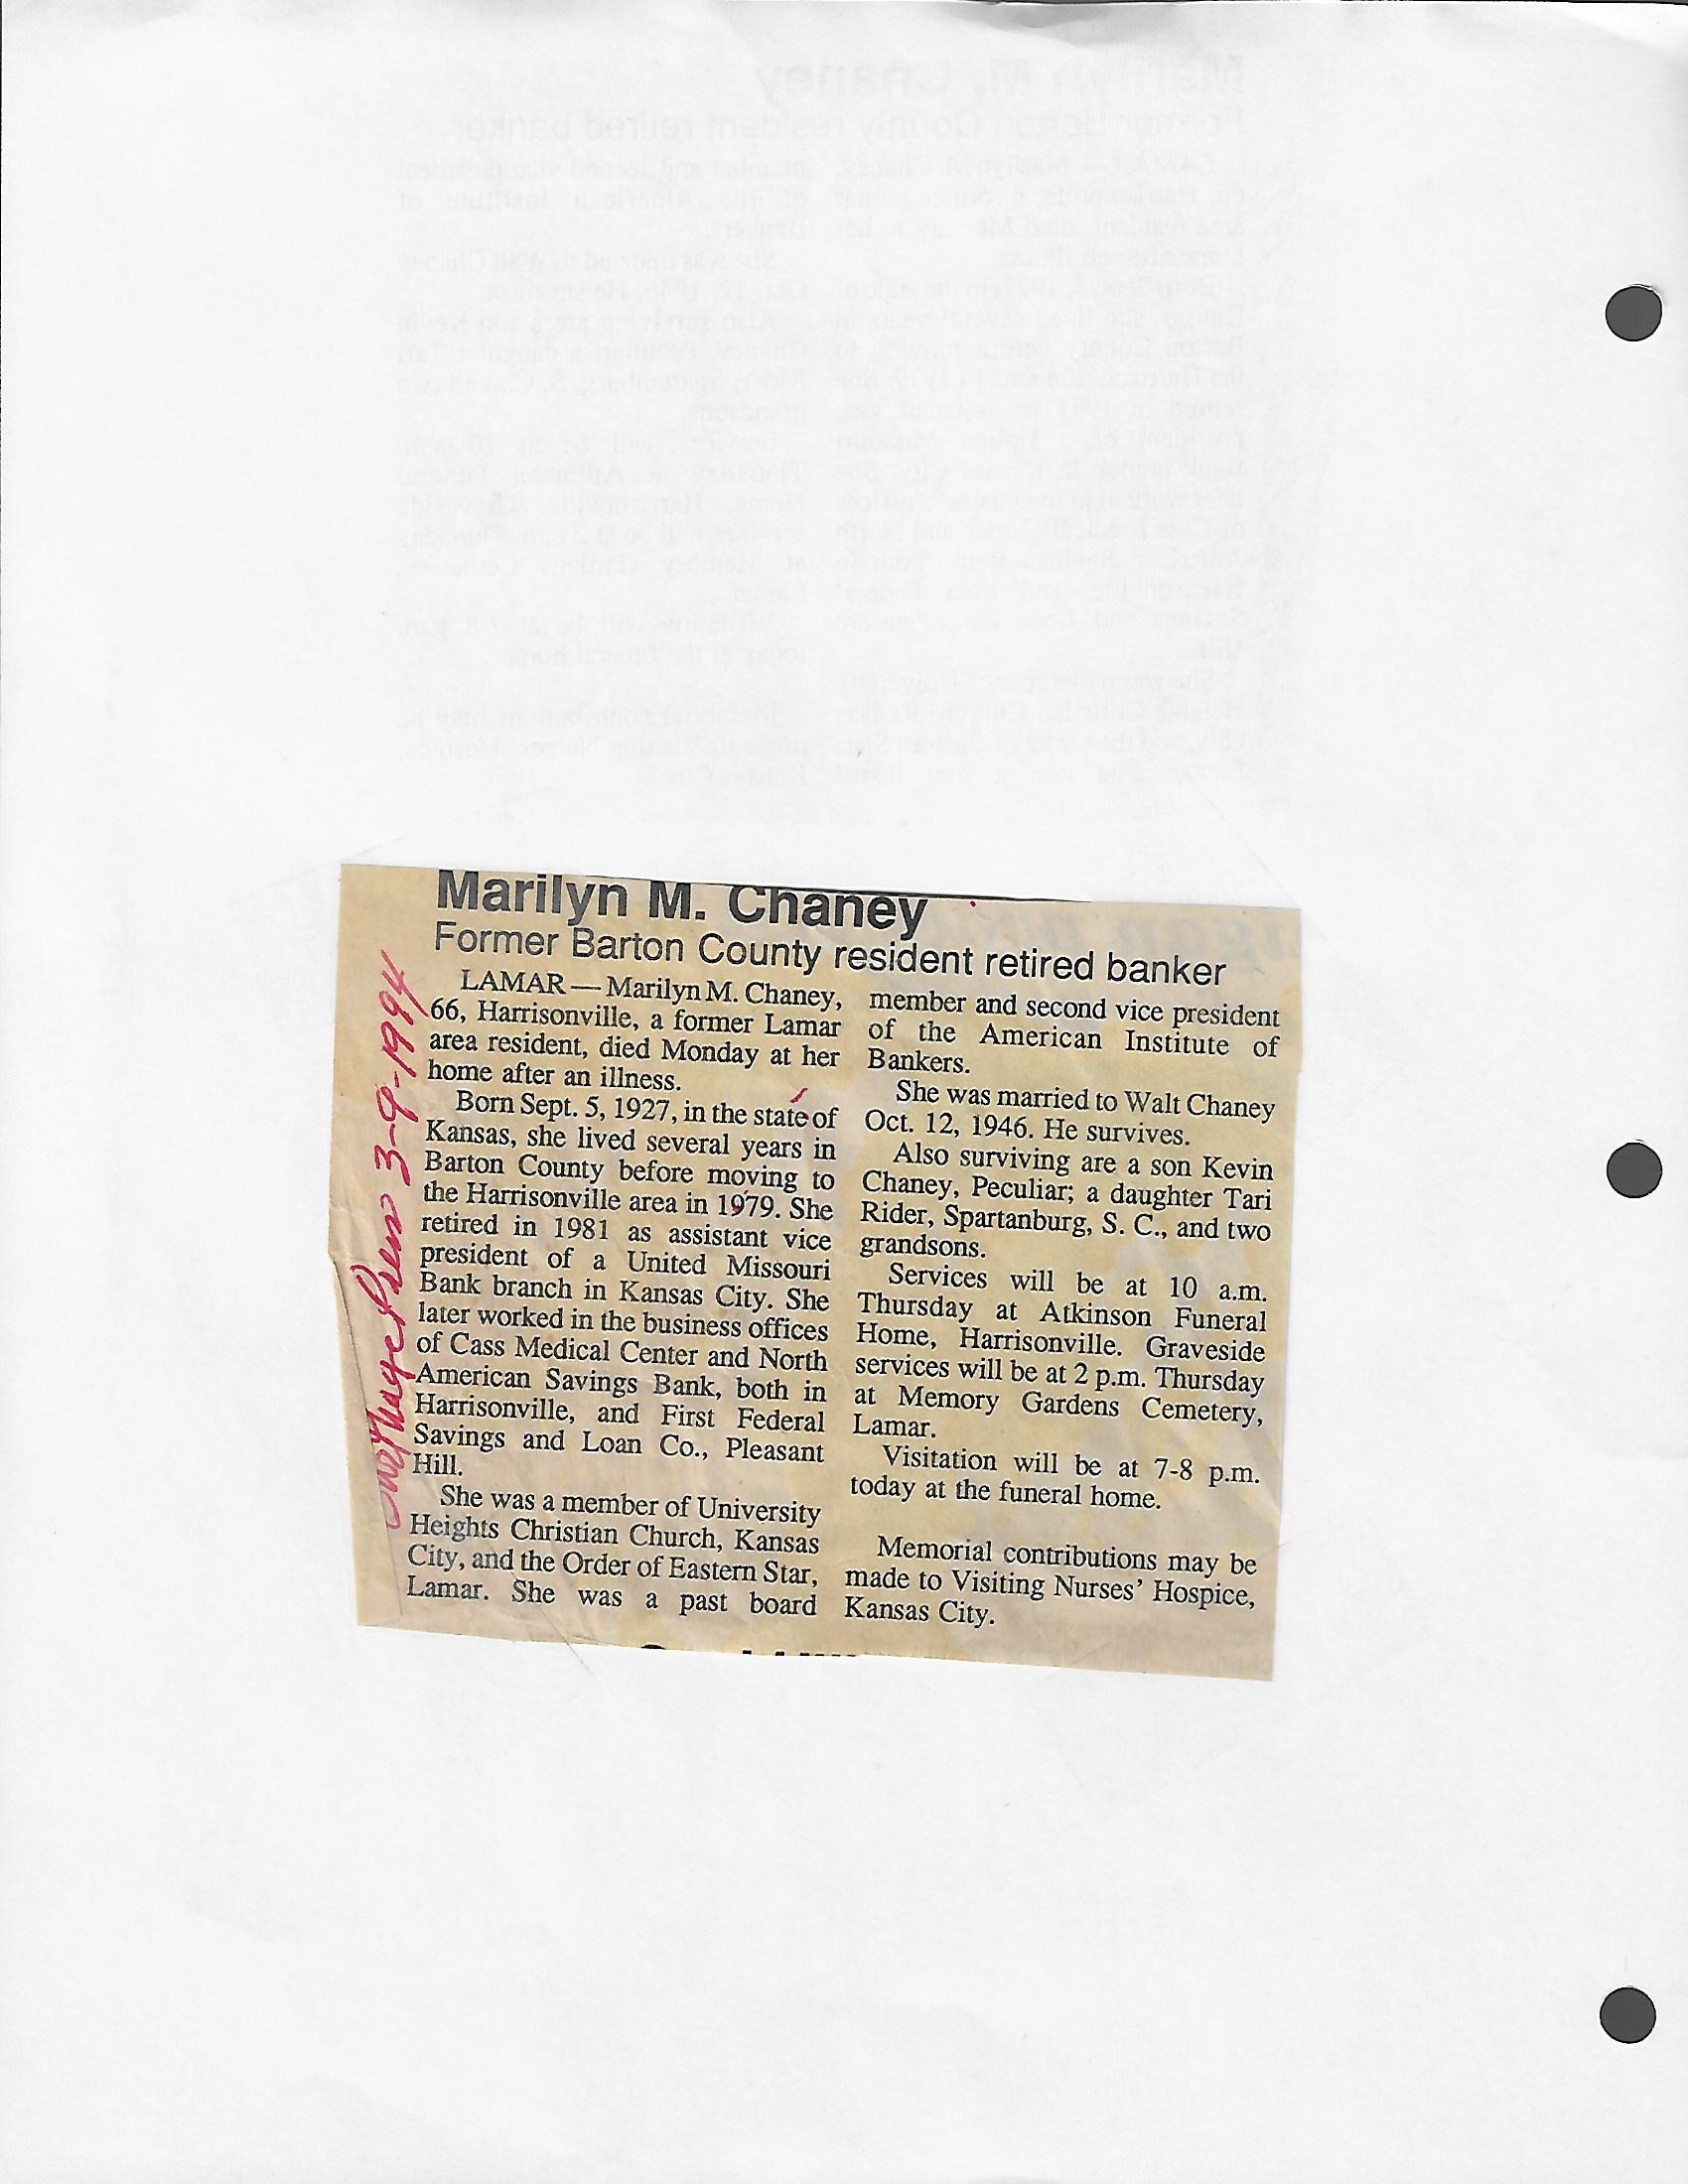 Marilyn M. Chaney
Former Barton County resident retired banker
LAMAR — Marilyn M. Chaney,
66, Harrisonville, a former Lamar
area resident, died Monday at her
home after an illness.
Born Sept. 5, 1927, in the state of
Kansas, she lived several years in
Barton County before moving to
the Harrisonville area in 1979. She
retired in 1981 as assistant vice
president of a United Missouri
Bank branch in Kansas City. She
later worked in the business offices
of Cass Medical Center and North
American Savings Bank, both in
Harrisonville, and First Federal
Savings and Loan Co., Pleasant
Hill.
She was a member of University
Heights Christian Church, Kansas
City, and the Order of Eastern Star,
Lamar. She was a past board
member and second vice president
of the American Institute of
Bankers.
She was married to Walt Chaney
Oct. 12, 1946. He survives.
Also surviving are a son Kevin
Chaney, Peculiar; a daughter Tari
Rider, Spartanburg, S. C., and two
grandsons.
Services will be at 10 a.m.
Thursday at Atkinson Funeral
Home, Harrisonville. Graveside
services will be at 2 p.m. Thursday
at Memory Gardens Cemetery,
Lamar.
Visitation will be at 7-8 p.m.
today at the funeral home.
Memorial contributions may be
made to Visiting Nurses' Hospice,
Kansas City.
Carthage Press 3-9-1994